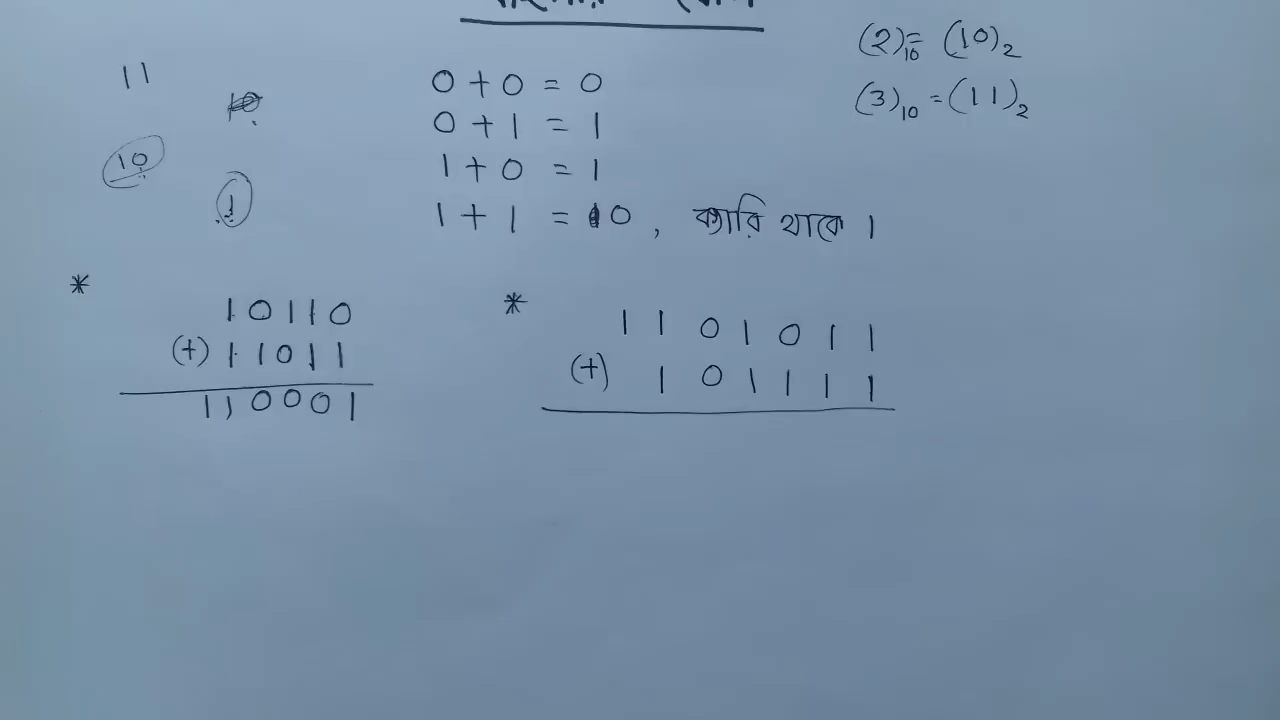 (2)₁₀ = (10)₂
(3)₁₀ = (11)₂
11
10
1
0 + 0 = 0
0 + 1 = 1
1 + 0 = 1
1 + 1 = 10, ক্যারি থাকে ।
*
10110
(+) 11011
110001
*
1101011
(+) 101111